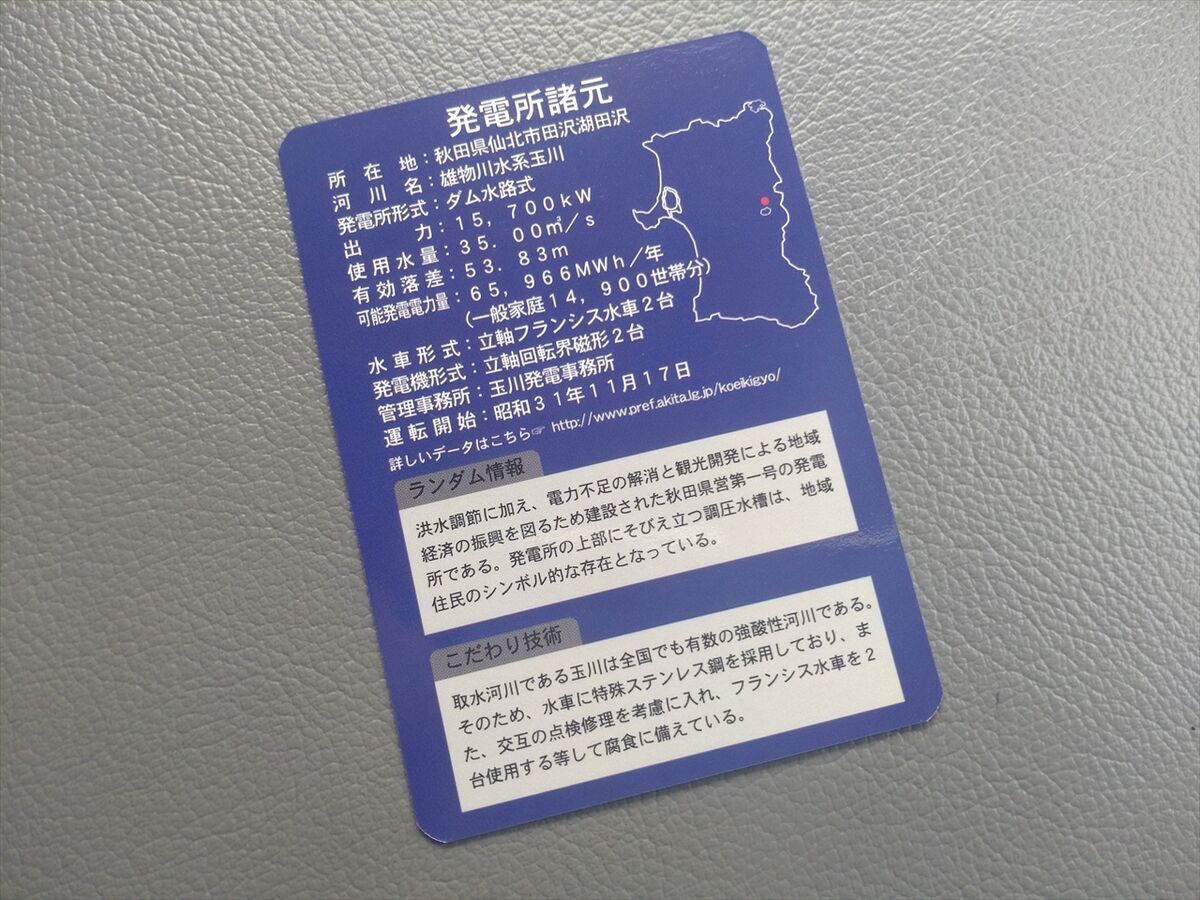 発電所諸元
所在地：秋田県仙北市田沢湖田沢
河川名：雄物川水系玉川
発電所形式：ダム水路式
出力：１５，７００ｋＷ
使用水量：３５．００㎥／ｓ
有効落差：５３．８３ｍ
可能発電電力量：６５，９６６ＭＷｈ／年
（一般家庭１４，９００世帯分）
水車形式：立軸フランシス水車２台
発電機形式：立軸回転界磁形２台
管理事務所：玉川発電事務所
運転開始：昭和３１年１１月１７日
詳しいデータはこちら☞ http://www.pref.akita.lg.jp/koeikigyo/
ランダム情報
洪水調節に加え、電力不足の解消と観光開発による地域
経済の振興を図るため建設された秋田県営第一号の発電
所である。発電所の上部にそびえ立つ調圧水槽は、地域
住民のシンボル的な存在となっている。
こだわり技術
取水河川である玉川は全国でも有数の強酸性河川である。
そのため、水車に特殊ステンレス鋼を採用しており、ま
た、交互の点検修理を考慮に入れ、フランシス水車を２
台使用する等して腐食に備えている。